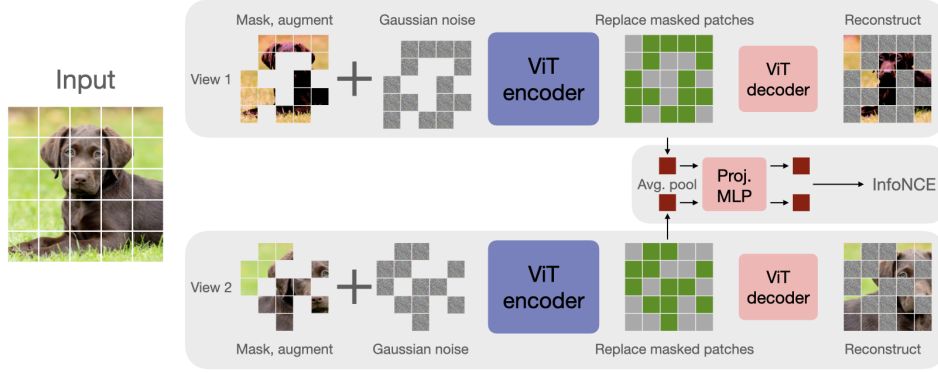 Input
Mask, augment
Gaussian noise
Replace masked patches
Reconstruct
View 1
ViT
encoder
ViT
decoder
Avg. pool
Proj.
MLP
InfoNCE
View 2
ViT
encoder
ViT
decoder
Mask, augment
Gaussian noise
Replace masked patches
Reconstruct